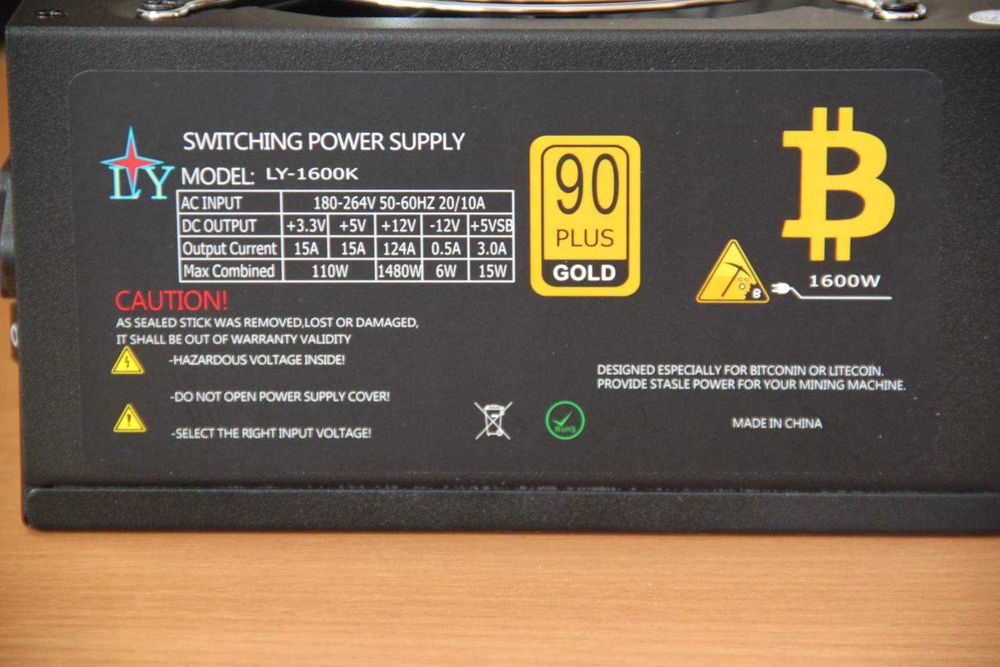 SWITCHING POWER SUPPLY
LY
MODEL: LY-1600K
AC INPUT 180-264V 50-60HZ 20/10A
DC OUTPUT +3.3V +5V +12V -12V +5VSB
Output Current 15A 15A 124A 0.5A 3.0A
Max Combined 110W 1480W 6W 15W
90
PLUS
GOLD
B
B
1600W
CAUTION!
AS SEALED STICK WAS REMOVED,LOST OR DAMAGED,
IT SHALL BE OUT OF WARRANTY VALIDITY
-HAZARDOUS VOLTAGE INSIDE!
-DO NOT OPEN POWER SUPPLY COVER!
-SELECT THE RIGHT INPUT VOLTAGE!
RoHS
DESIGNED ESPECIALLY FOR BITCONIN OR LITECOIN.
PROVIDE STASLE POWER FOR YOUR MINING MACHINE.
MADE IN CHINA